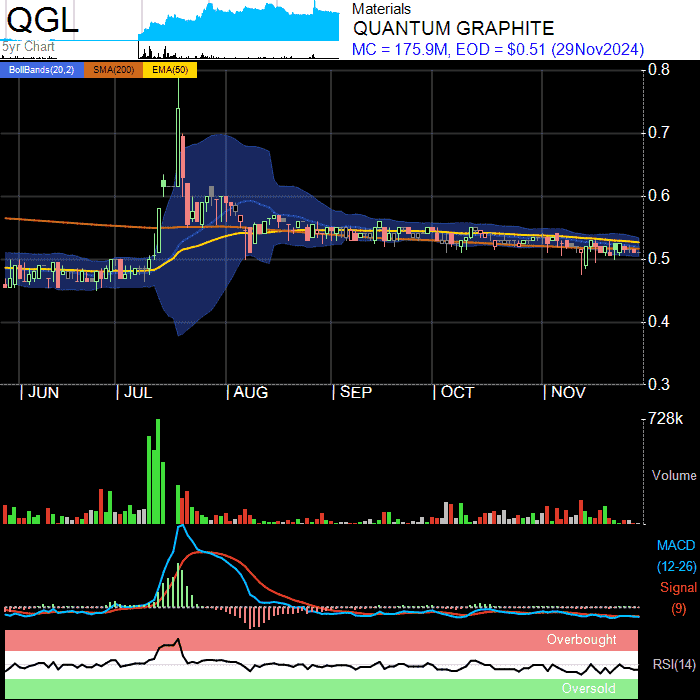 QGL
5yr Chart
Materials
QUANTUM GRAPHITE
MC = 175.9M, EOD = $0.51 (29Nov2024)
BollBands(20,2) SMA(200) EMA(50)
0.8
0.7
0.6
0.5
0.4
0.3
JUN JUL AUG SEP OCT NOV
728k
Volume
MACD
(12-26)
Signal
(9)
Overbought
RSI(14)
Oversold